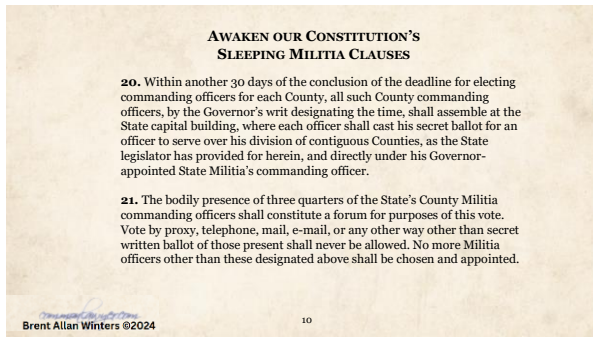 AWAKEN OUR CONSTITUTION'S
SLEEPING MILITIA CLAUSES
20. Within another 30 days of the conclusion of the deadline for electing
commanding officers for each County, all such County commanding
officers, by the Governor's writ designating the time, shall assemble at the
State capital building, where each officer shall cast his secret ballot for an
officer to serve over his division of contiguous Counties, as the State
legislator has provided for herein, and directly under his Governor-
appointed State Militia's commanding officer.
21. The bodily presence of three quarters of the State's County Militia
commanding officers shall constitute a forum for purposes of this vote.
Vote by proxy, telephone, mail, e-mail, or any other way other than secret
written ballot of those present shall never be allowed. No more Militia
officers other than these designated above shall be chosen and appointed.
Brent Allan Winters ©2024
10